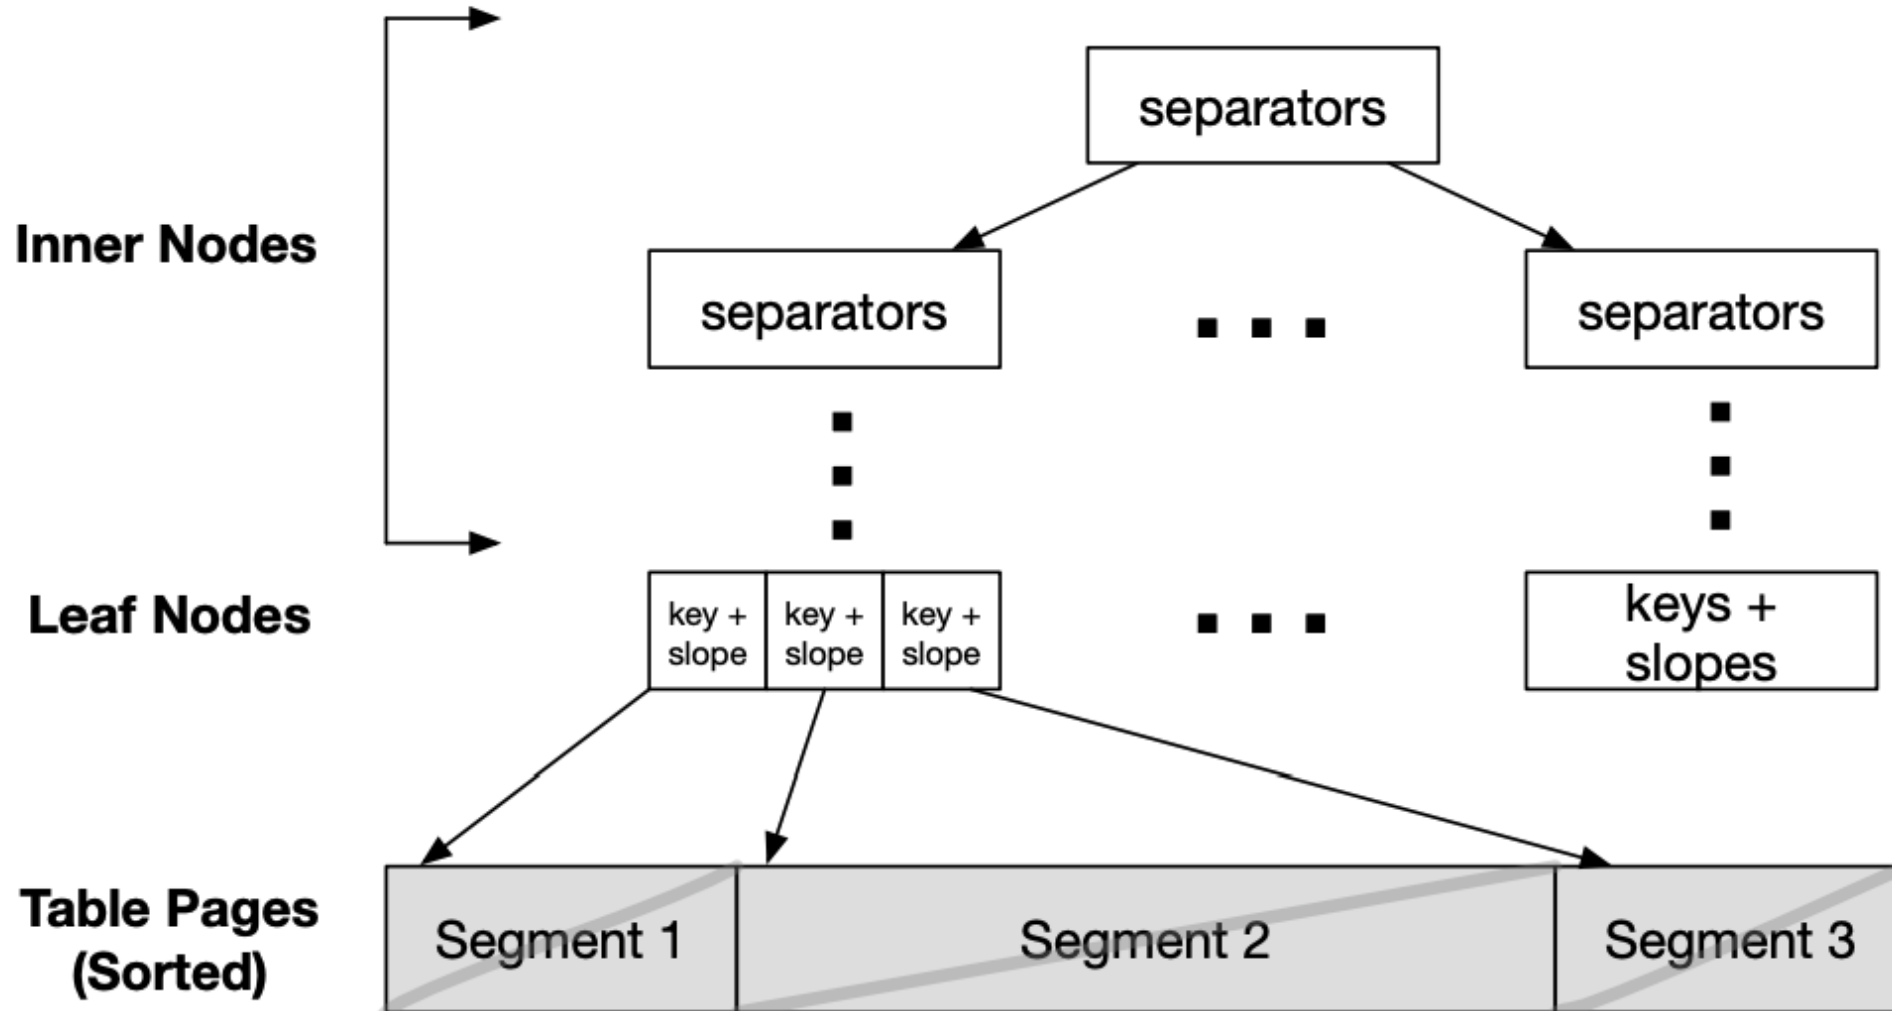 separators
Inner Nodes
separators
separators
Leaf Nodes
key +
slope
key +
slope
key +
slope
keys +
slopes
Table Pages
(Sorted)
Segment 1
Segment 2
Segment 3